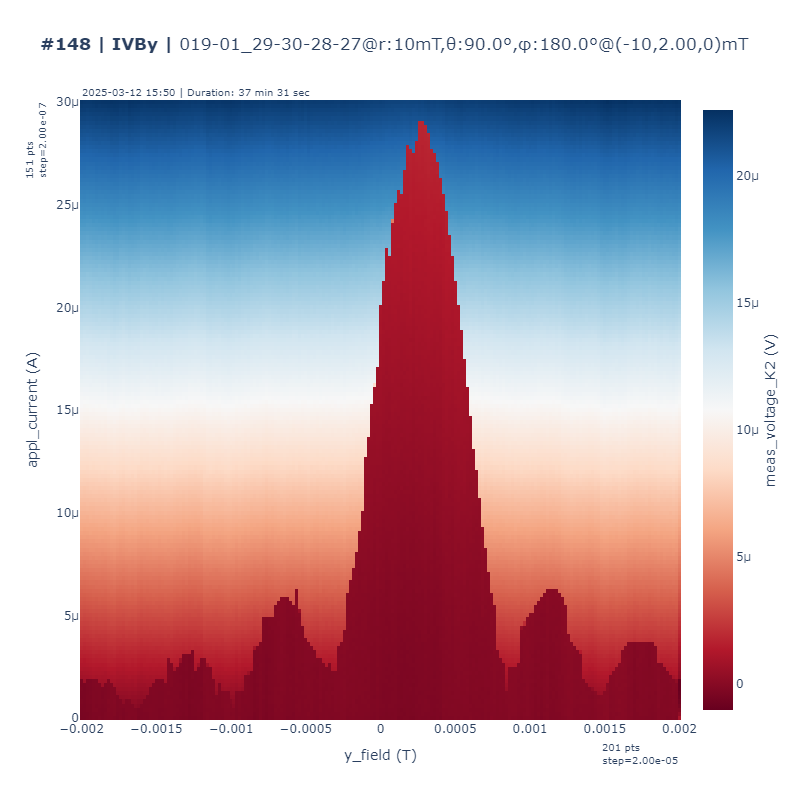 #148 | IVBy | 019-01_29-30-28-27@r:10mT,θ:90.0°,φ:180.0°@(-10,2.00,0)mT
2025-03-12 15:50 | Duration: 37 min 31 sec
151 pts
step=2.00e-07
30μ
25μ
20μ
15μ
10μ
5μ
0
appl_current (A)
−0.002
−0.0015
−0.001
−0.0005
0
0.0005
0.001
0.0015
0.002
y_field (T)
201 pts
step=2.00e-05
20μ
15μ
10μ
5μ
0
meas_voltage_K2 (V)